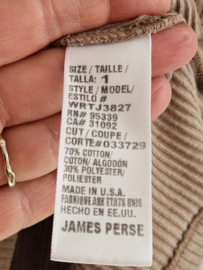 SIZE / TAILLE /
TALLA: 1
STYLE / MODEL/
ESTILO #
WRTJ3827
RN# 95339
CA# 31092
CUT / COUPE /
CORTE#033729
70% COTTON/
COTON/ ALGODÓN
30% POLYESTER/
POLIESTER
MADE IN U.S.A.
FABRIQUE AUX ETATS UNIS
HECHO EN EE.UU.
JAMES PERSE